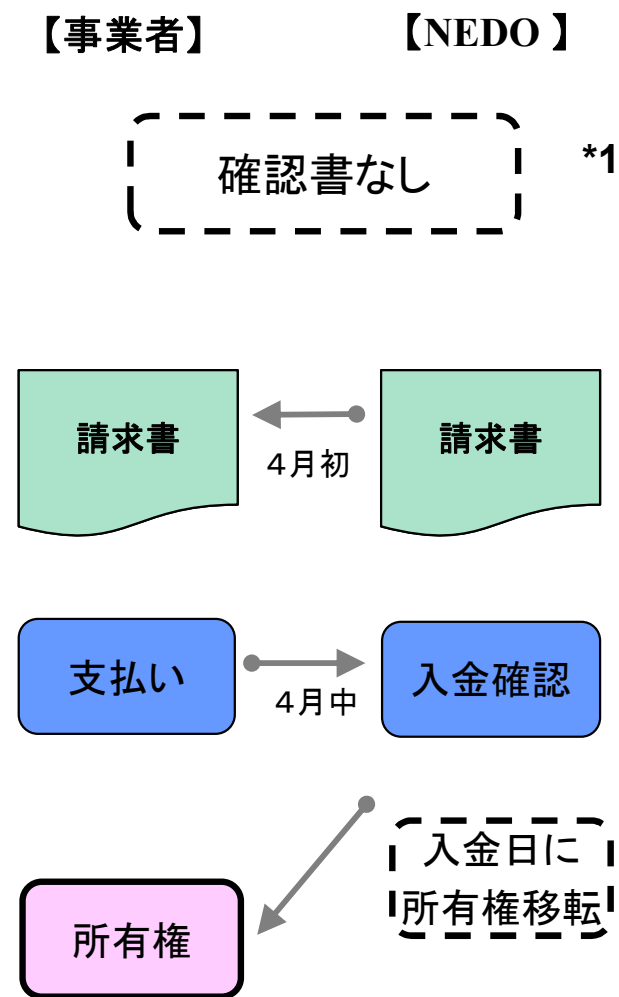 【事業者】
【NEDO 】
確認書なし
*1
請求書
４月初
請求書
支払い
４月中
入金確認
入金日に
所有権移転
所有権